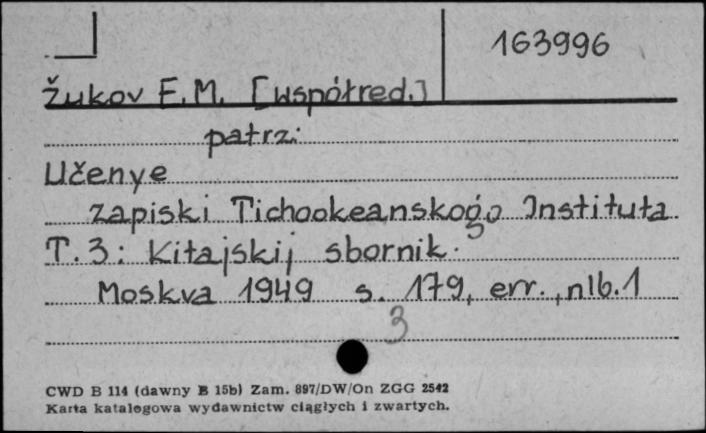 163996
Žukov E.M. [współred.]
patrz:
Učenye
zapiski Tichookeanskogo Instituta
T.3: Kitajskij sbornik.
Moskva 1949 s. 179, err., nlb.1
3
CWD B 114 (dawny B 15b) Zam. 897/DW/On ZGG 2542
Karta katalogowa wydawnictw ciągłych i zwartych.